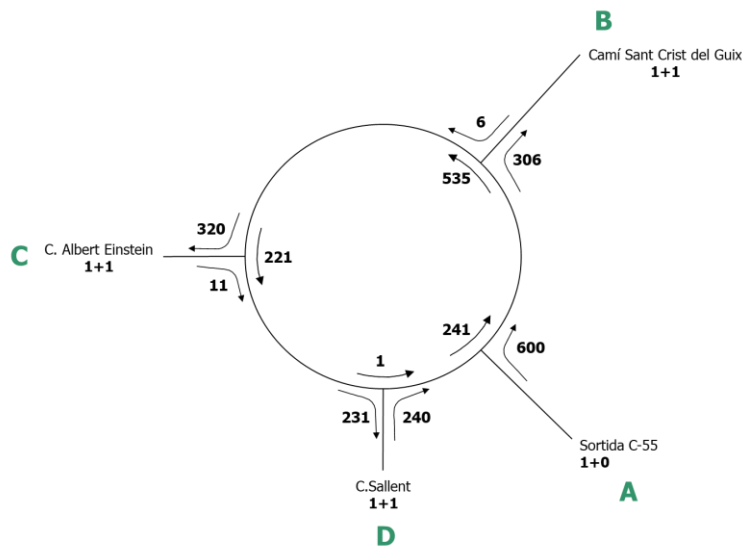 B
Camí Sant Crist del Guix
1+1
6
306
535
320
C
C. Albert Einstein
1+1
221
11
241
600
1
231
240
Sortida C-55
1+0
A
C.Sallent
1+1
D